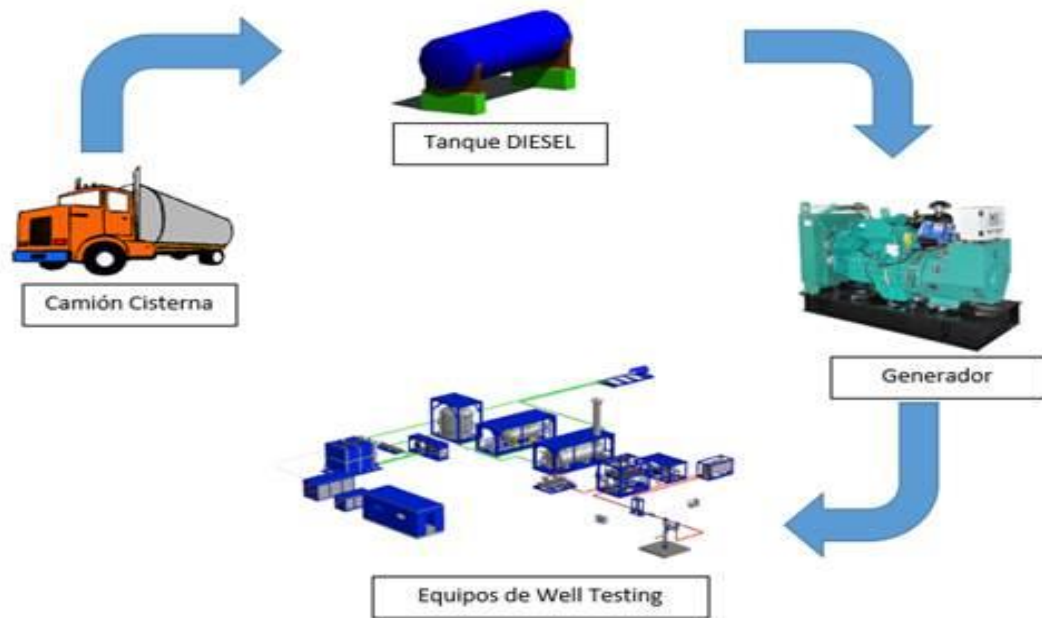 Tanque DIESEL
Camión Cisterna
Generador
Equipos de Well Testing